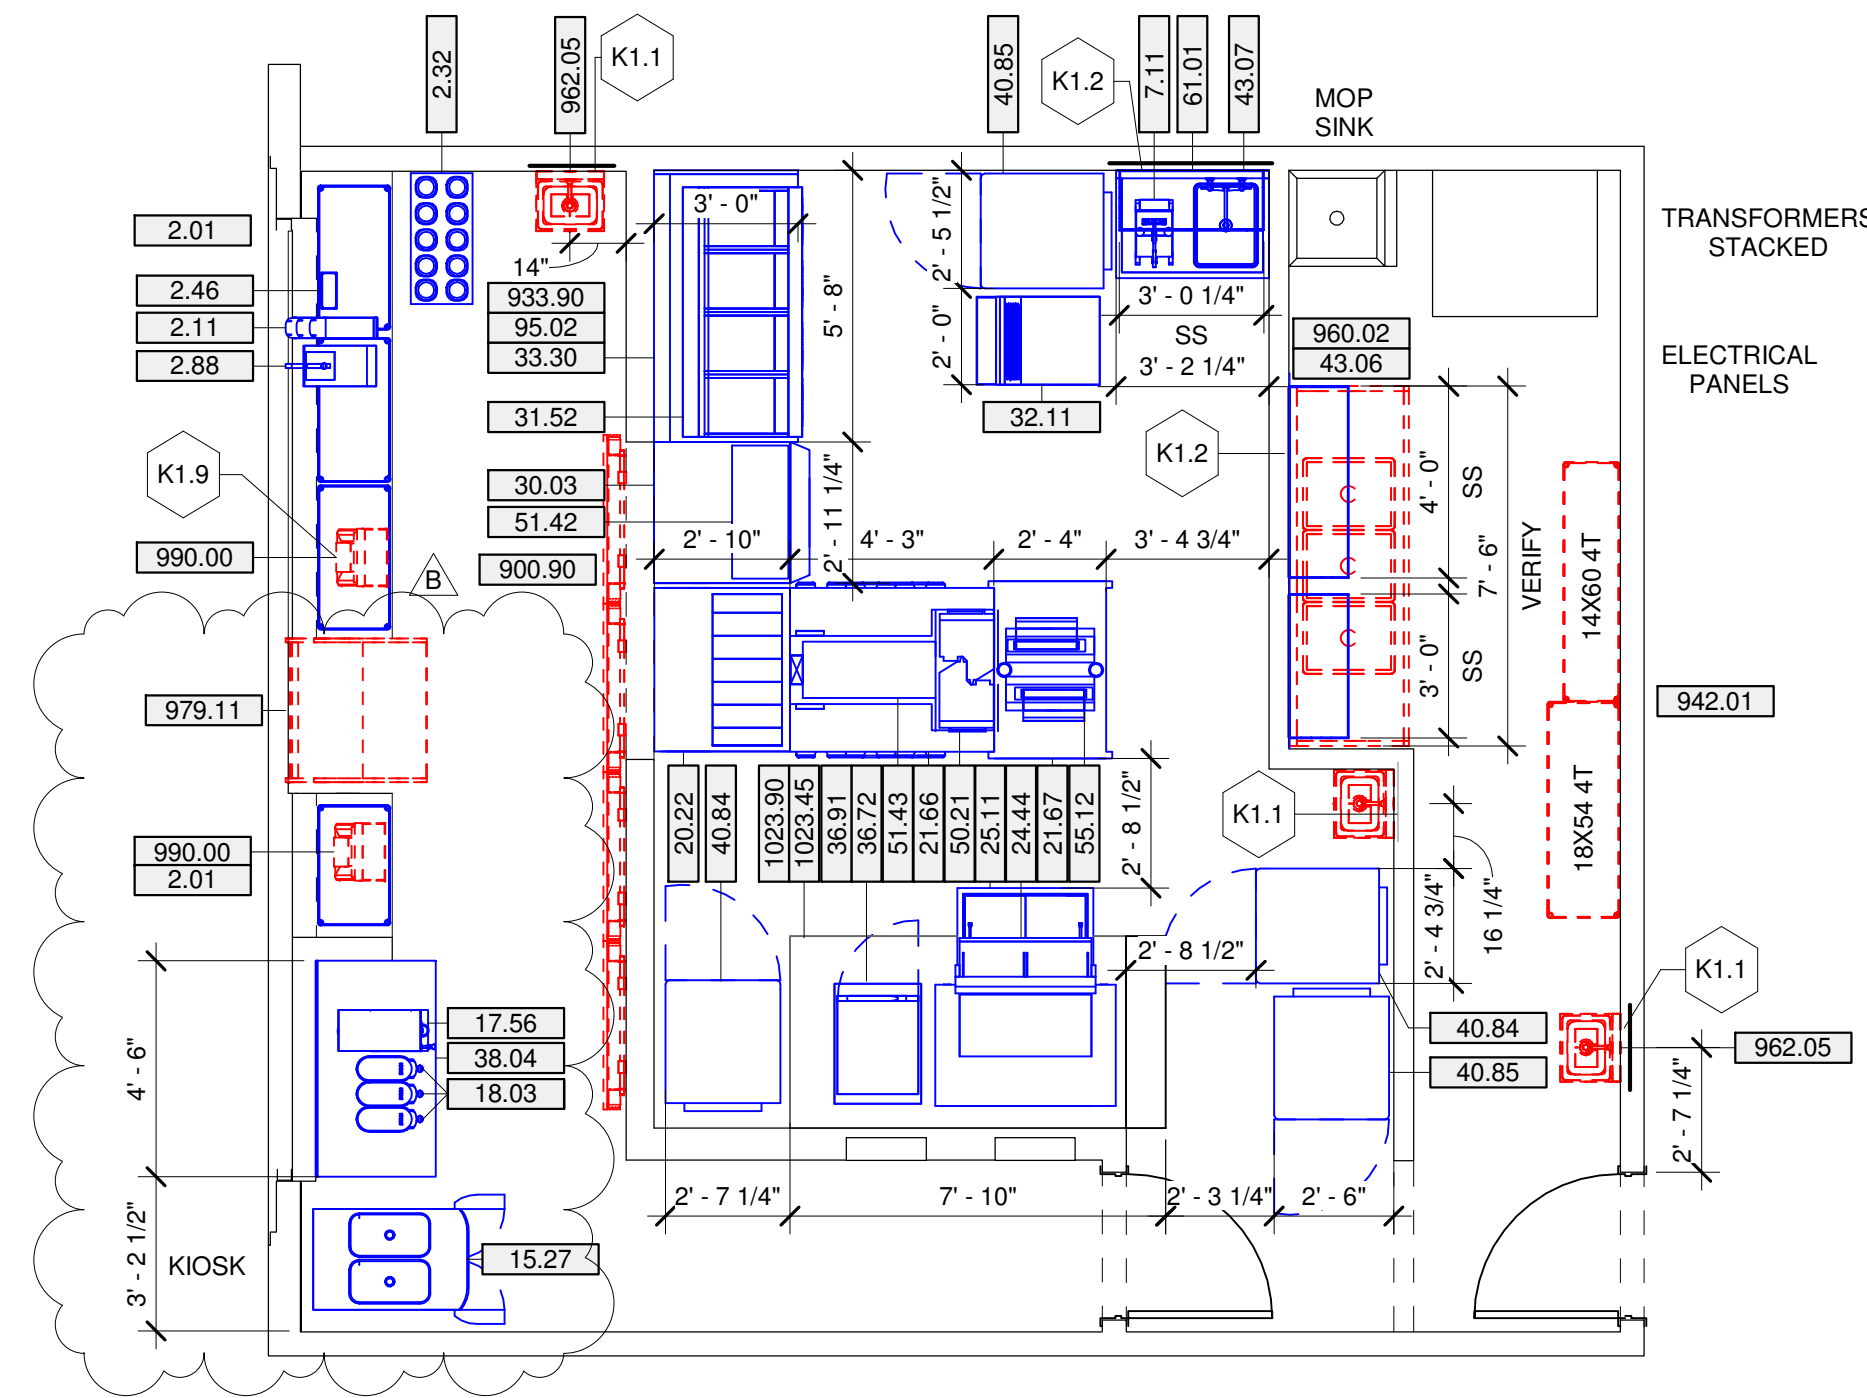 2.32
962.05
K1.1
40.85
K1.2
7.11
61.01
43.07
MOP
SINK
2.01
2.46
2.11
2.88
14"
933.90
95.02
33.30
31.52
30.03
51.42
900.90
3' - 0"
5' - 8"
2' - 11 1/4"
2' - 5 1/2"
2' - 0"
3' - 0 1/4"
SS
3' - 2 1/4"
32.11
960.02
43.06
TRANSFORMERS
STACKED
ELECTRICAL
PANELS
K1.9
990.00
B
979.11
990.00
2.01
2' - 10"
4' - 3"
2' - 4"
3' - 4 3/4"
K1.2
4' - 0"
SS
7' - 6"
VERIFY
3' - 0"
SS
14X60 4T
18X54 4T
942.01
20.22
40.84
1023.90
1023.45
36.91
36.72
51.43
21.66
50.21
25.11
24.44
21.67
55.12
2' - 8 1/2"
K1.1
2' - 8 1/2"
2' - 4 3/4"
16 1/4"
K1.1
962.05
2' - 7 1/4"
40.84
40.85
4' - 6"
17.56
38.04
18.03
3' - 2 1/2"
KIOSK
15.27
2' - 7 1/4"
7' - 10"
2' - 3 1/4"
2' - 6"